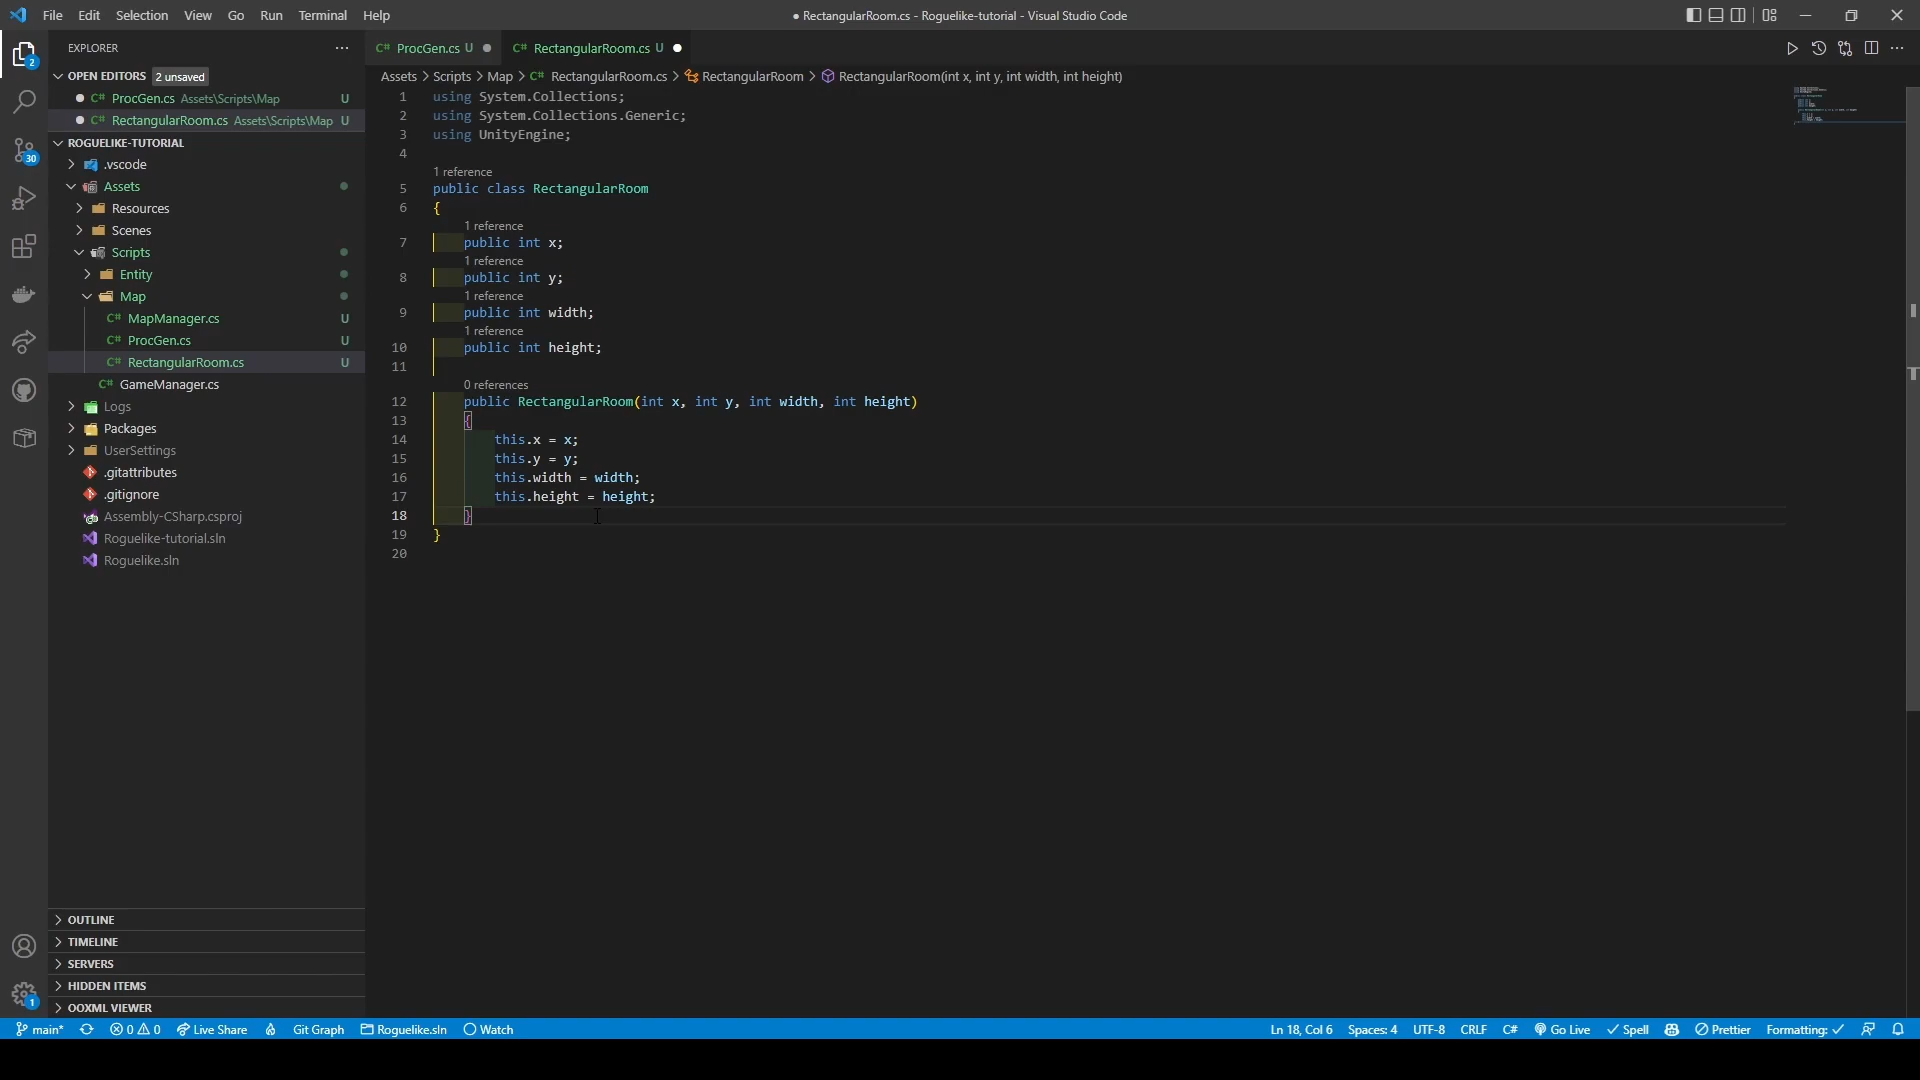 File Edit Selection View Go Run Terminal Help
● RectangularRoom.cs - Roguelike-tutorial - Visual Studio Code
EXPLORER
OPEN EDITORS 2 unsaved
ProcGen.cs Assets\Scripts\Map U
RectangularRoom.cs Assets\Scripts\Map U
ROGUELIKE-TUTORIAL
.vscode
Assets
Resources
Scenes
Scripts
Entity
Map
MapManager.cs U
ProcGen.cs U
RectangularRoom.cs U
GameManager.cs
Logs
Packages
UserSettings
.gitattributes
.gitignore
Assembly-CSharp.csproj
Roguelike-tutorial.sln
Roguelike.sln
OUTLINE
TIMELINE
SERVERS
HIDDEN ITEMS
OOXML VIEWER
2
30
1
ProcGen.cs U
RectangularRoom.cs U
Assets > Scripts > Map > RectangularRoom.cs > RectangularRoom > RectangularRoom(int x, int y, int width, int height)
1 using System.Collections;
2 using System.Collections.Generic;
3 using UnityEngine;
4
1 reference
5 public class RectangularRoom
6 {
1 reference
7 public int x;
1 reference
8 public int y;
1 reference
9 public int width;
1 reference
10 public int height;
11
0 references
12 public RectangularRoom(int x, int y, int width, int height)
13 {
14 this.x = x;
15 this.y = y;
16 this.width = width;
17 this.height = height;
18 }
19 }
20
main* 0 0 Live Share Git Graph Roguelike.sln Watch
Ln 18, Col 6 Spaces: 4 UTF-8 CRLF C# Go Live Spell Prettier Formatting: ✓